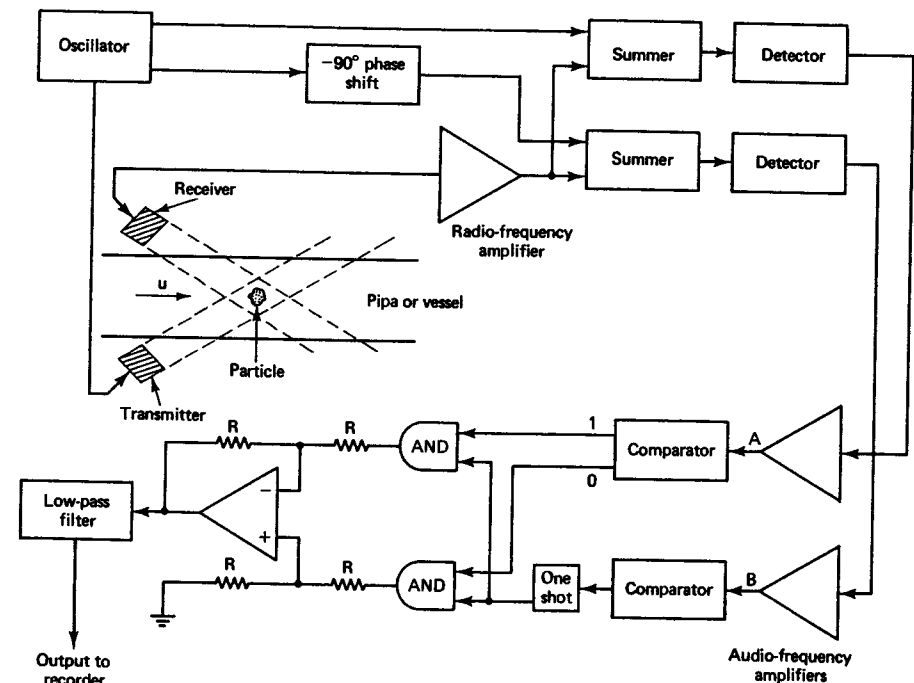 Oscillator
−90° phase
shift
Summer
Detector
Summer
Detector
Receiver
Radio-frequency
amplifier
u
Pipa or vessel
Particle
Transmitter
R
R
AND
1
0
Comparator
A
Low-pass
filter
−
+
R
R
AND
One
shot
Comparator
B
Output to
recorder
Audio-frequency
amplifiers